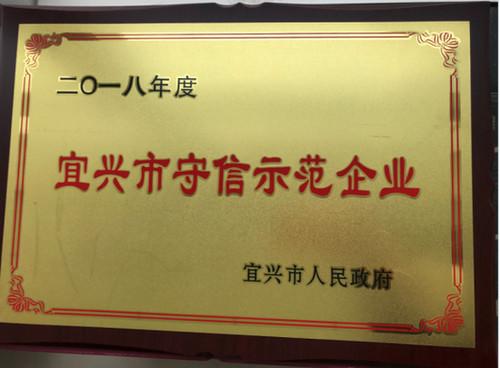 二〇一八年度
宜兴市守信示范企业
宜兴市人民政府